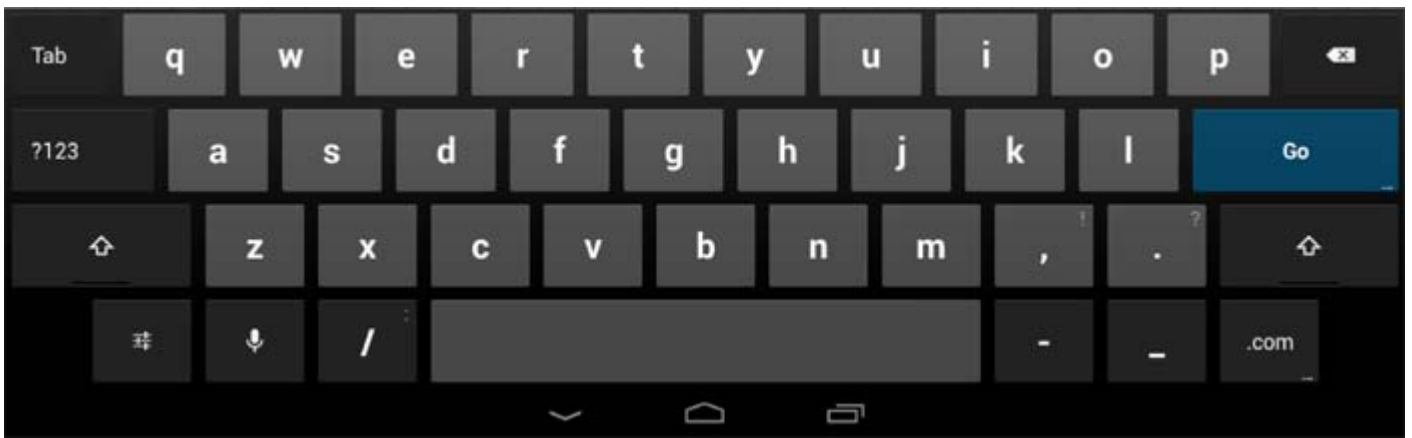 Tab q w e r t y u i o p
?123 a s d f g h j k l Go
z x c v b n m , ! . ?
/ : - _ .com